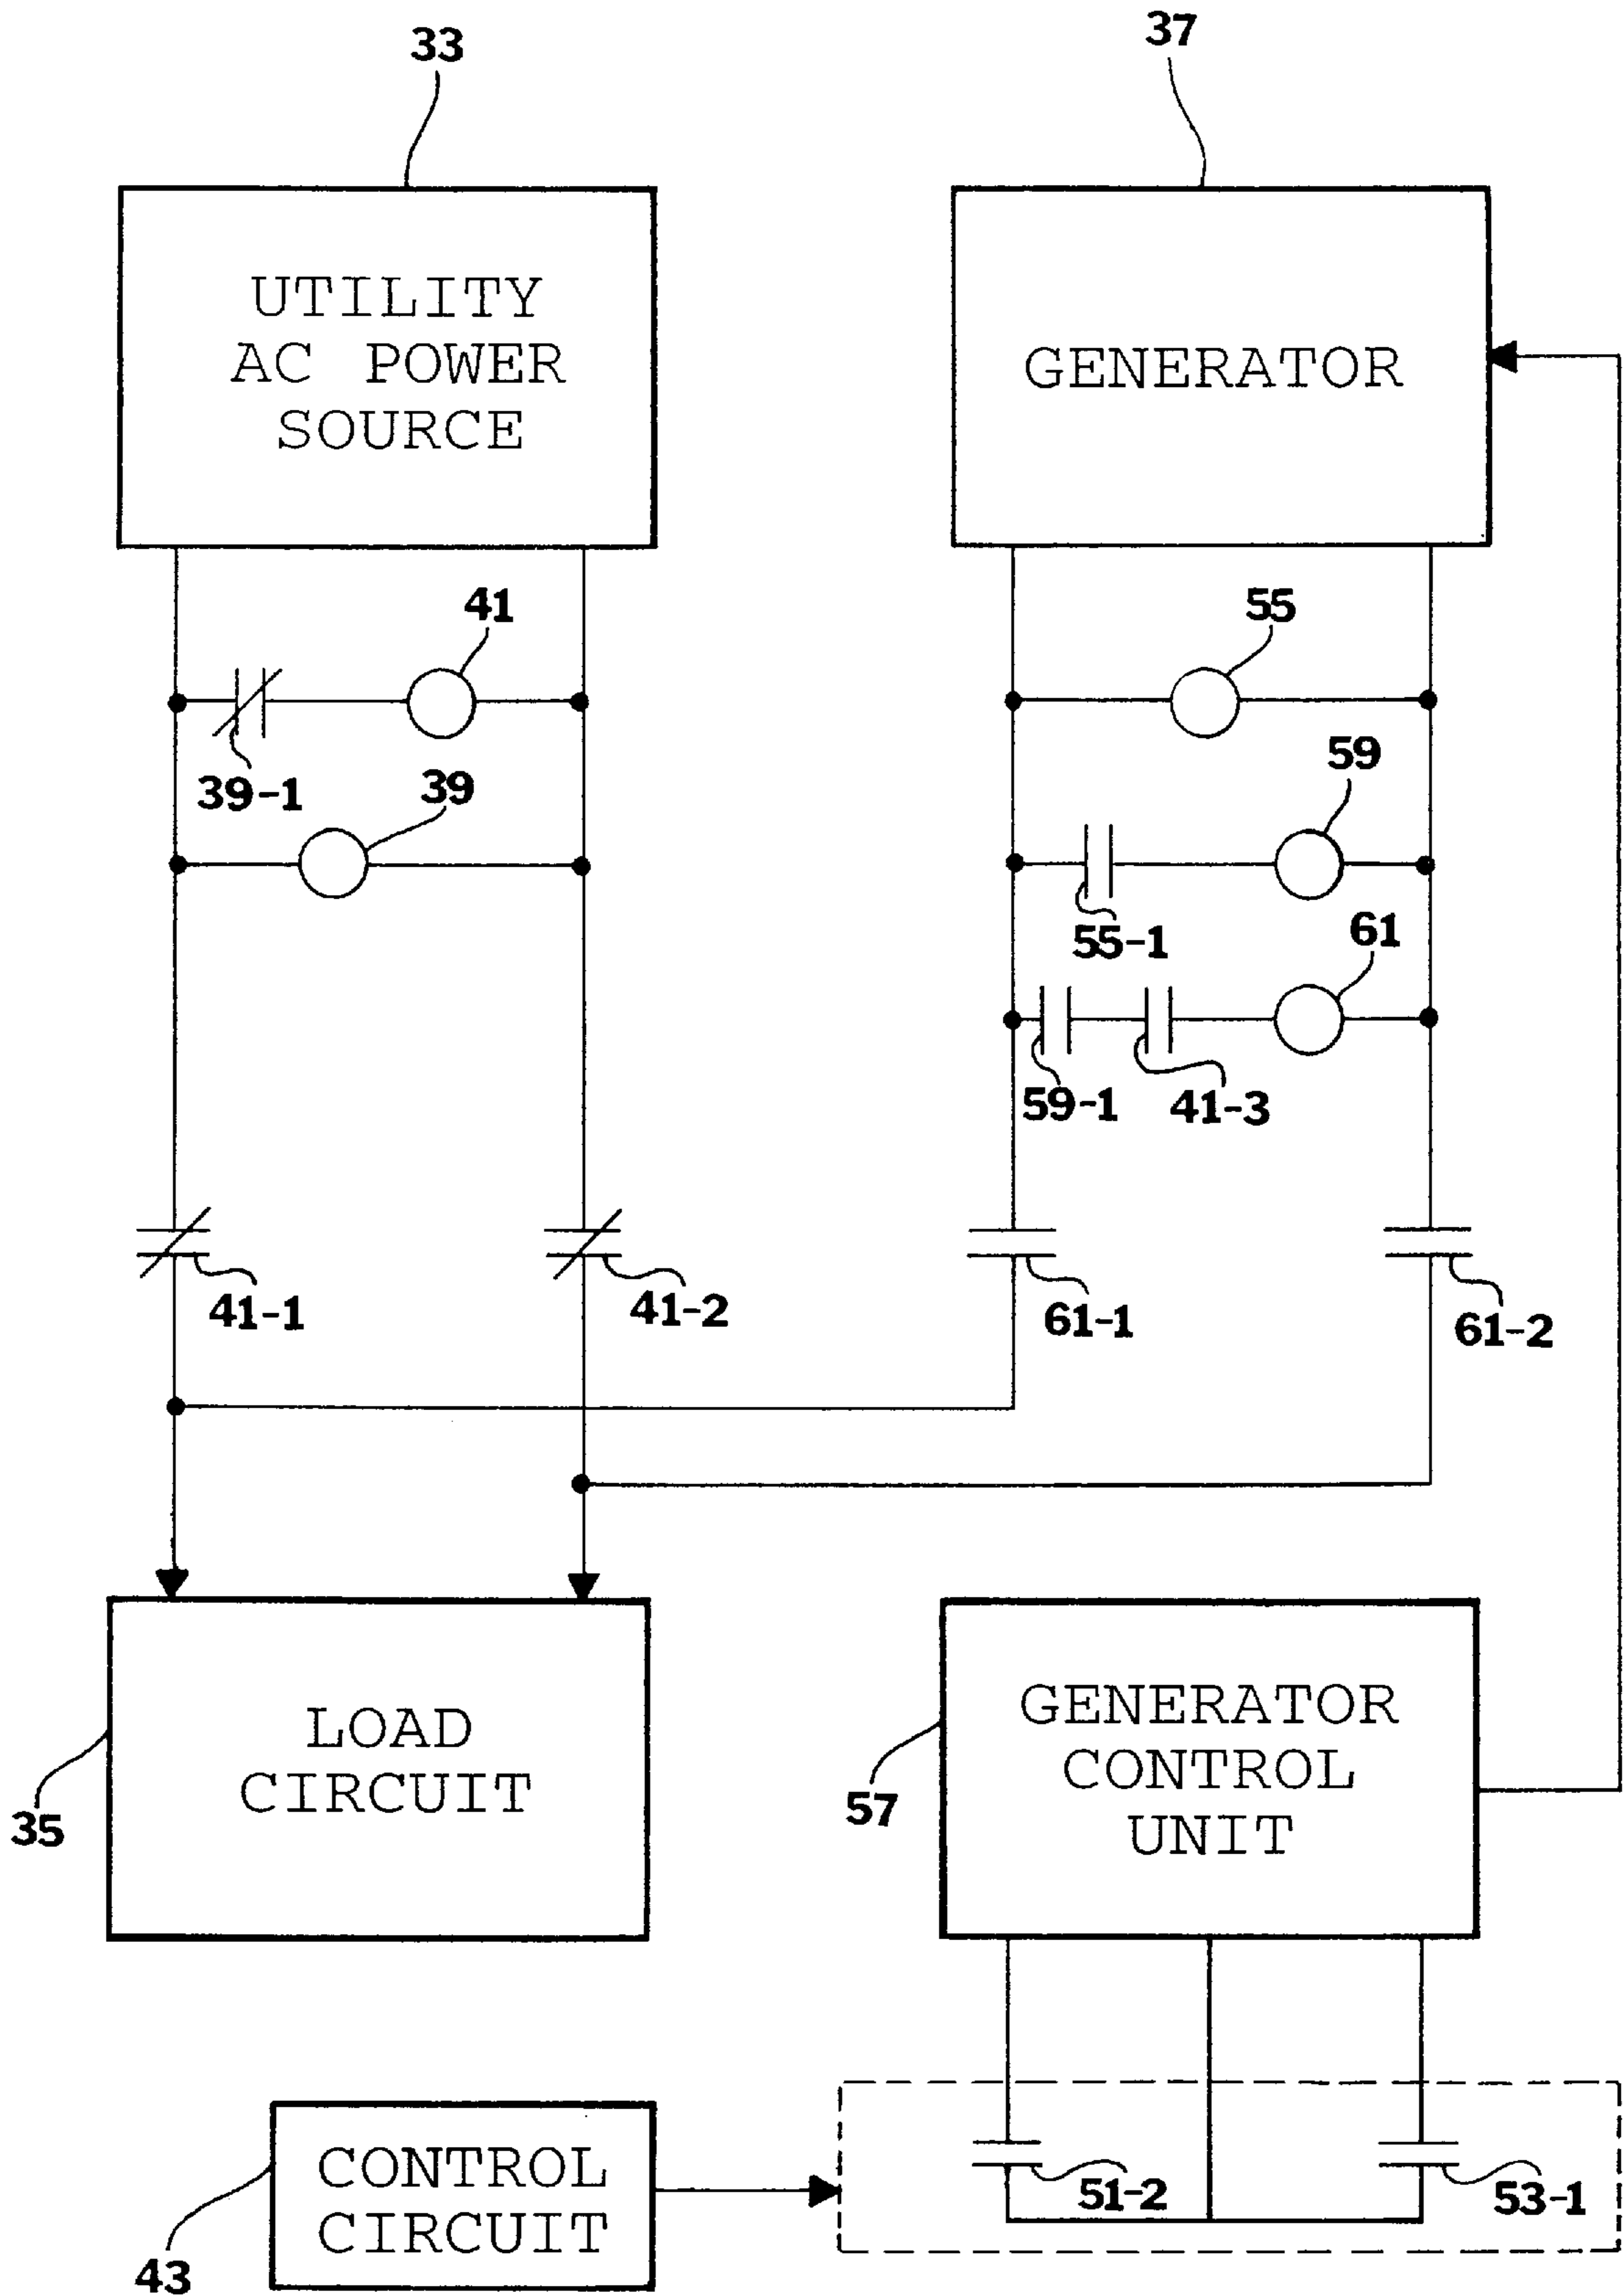 33
37
UTILITY
AC POWER
SOURCE
GENERATOR
41
39-1
39
55
59
55-1
61
59-1
41-3
41-1
41-2
61-1
61-2
LOAD
CIRCUIT
35
GENERATOR
CONTROL
UNIT
57
CONTROL
CIRCUIT
43
51-2
53-1